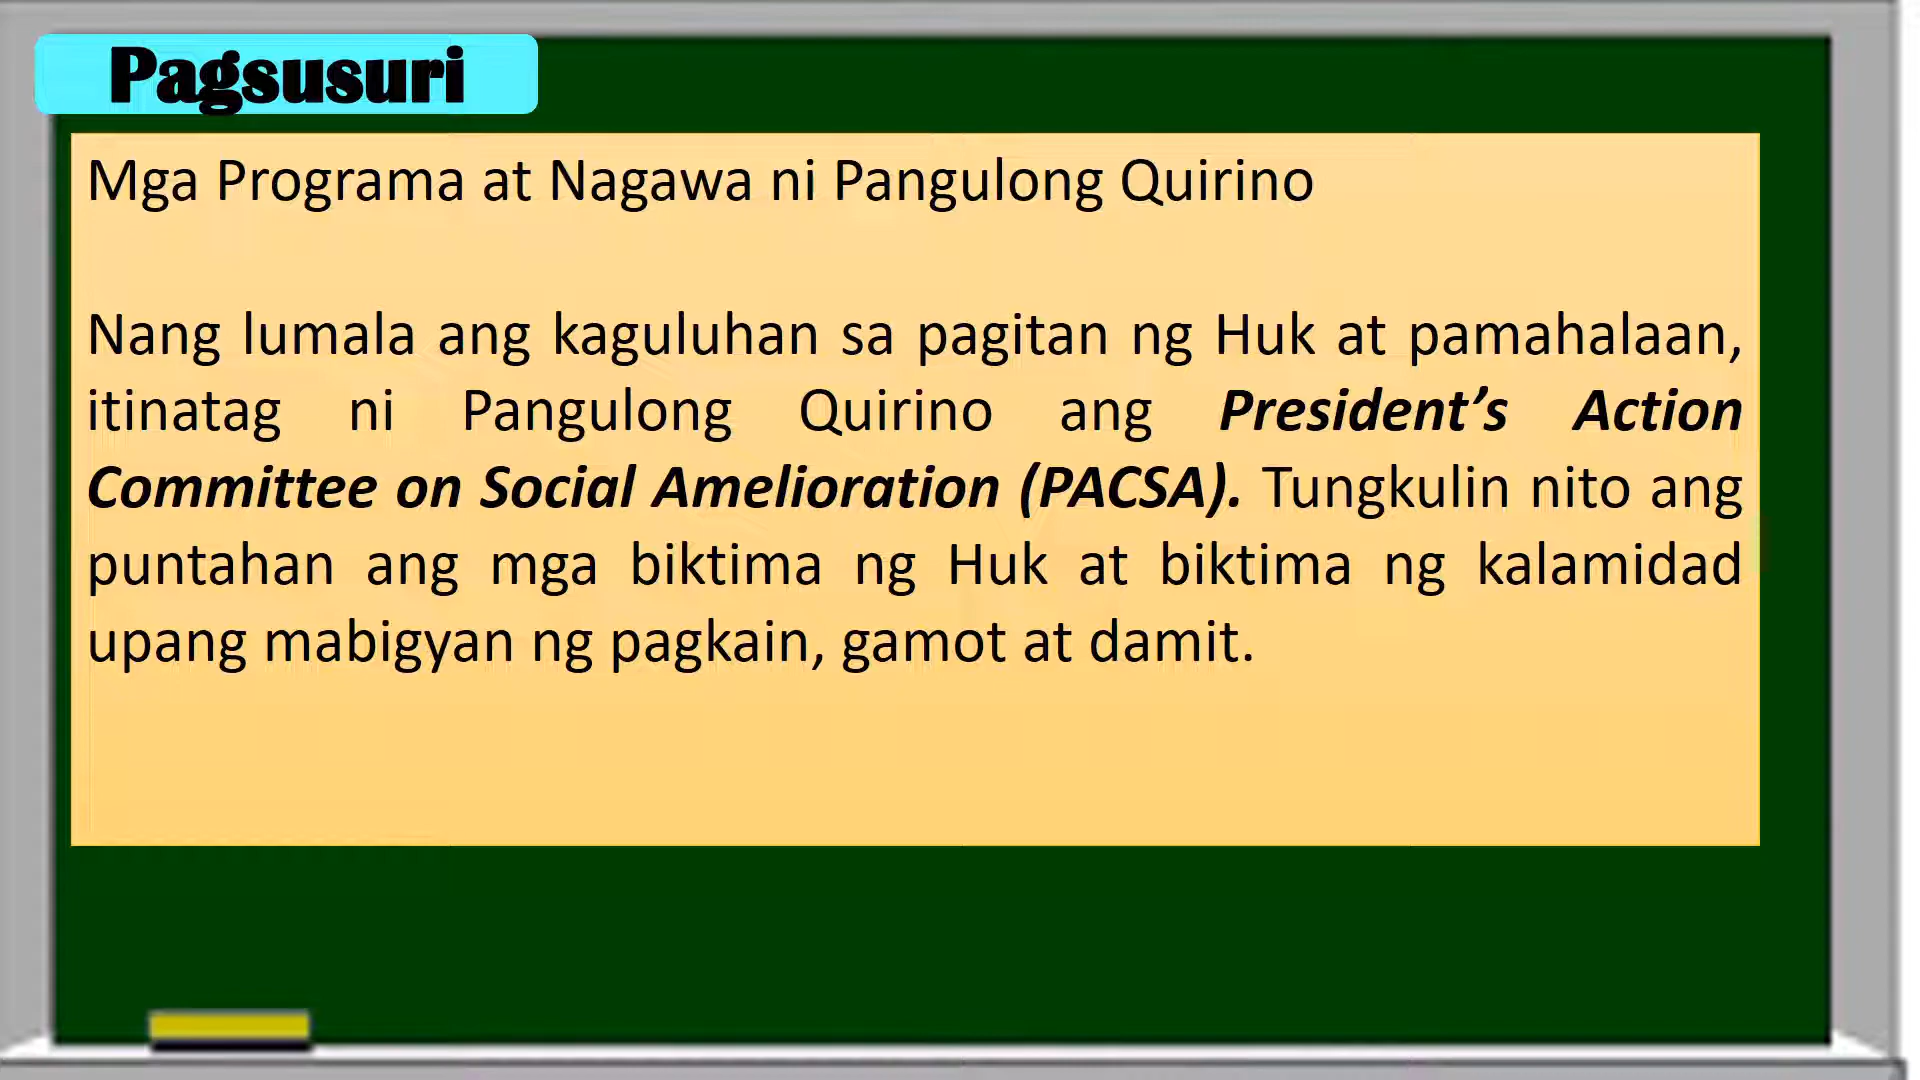 Pagsusuri
Mga Programa at Nagawa ni Pangulong Quirino
Nang lumala ang kaguluhan sa pagitan ng Huk at pamahalaan,
itinatag ni Pangulong Quirino ang President’s Action
Committee on Social Amelioration (PACSA). Tungkulin nito ang
puntahan ang mga biktima ng Huk at biktima ng kalamidad
upang mabigyan ng pagkain, gamot at damit.